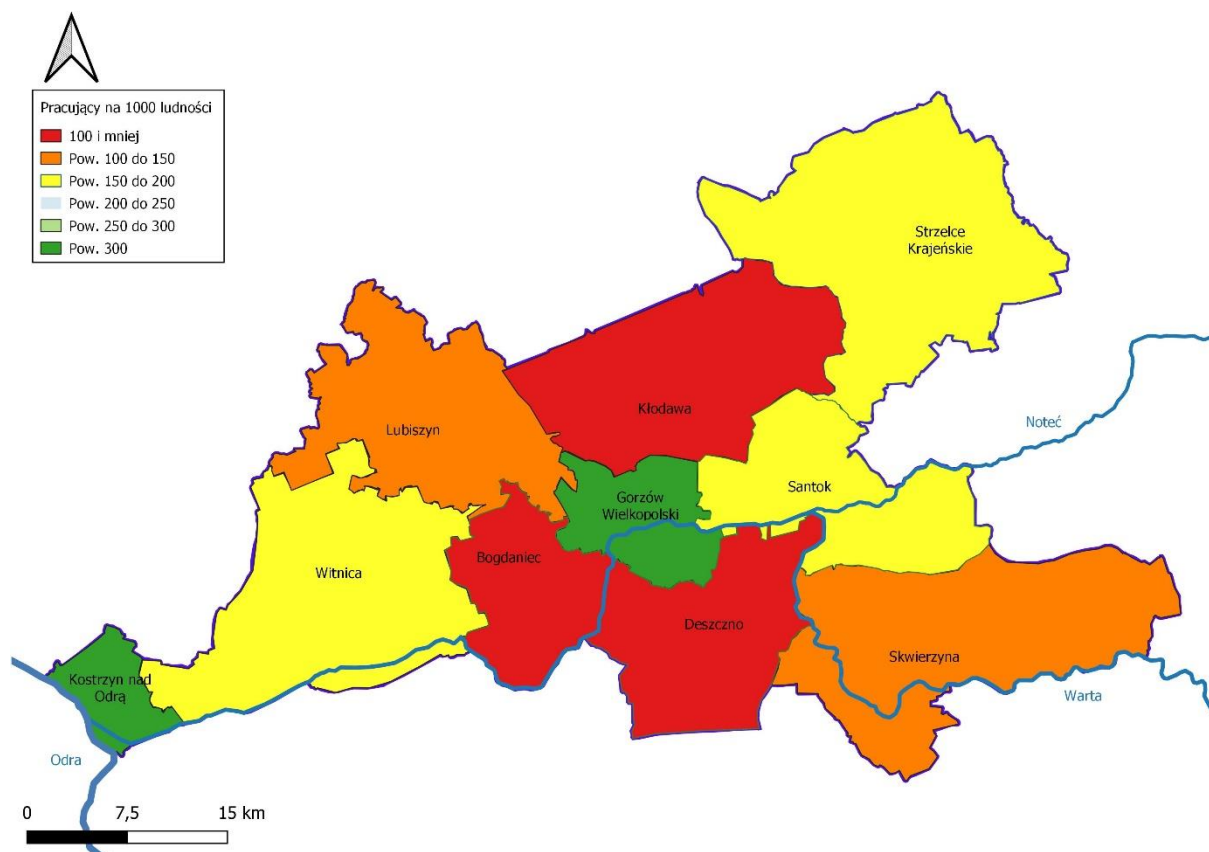 Pracujący na 1000 ludności
100 i mniej
Pow. 100 do 150
Pow. 150 do 200
Pow. 200 do 250
Pow. 250 do 300
Pow. 300
Strzelce
Krajeńskie
Kłodawa
Lubiszyn
Noteć
Santok
Gorzów
Wielkopolski
Bogdaniec
Witnica
Deszczno
Skwierzyna
Kostrzyn nad
Odrą
Warta
Odra
0 7,5 15 km